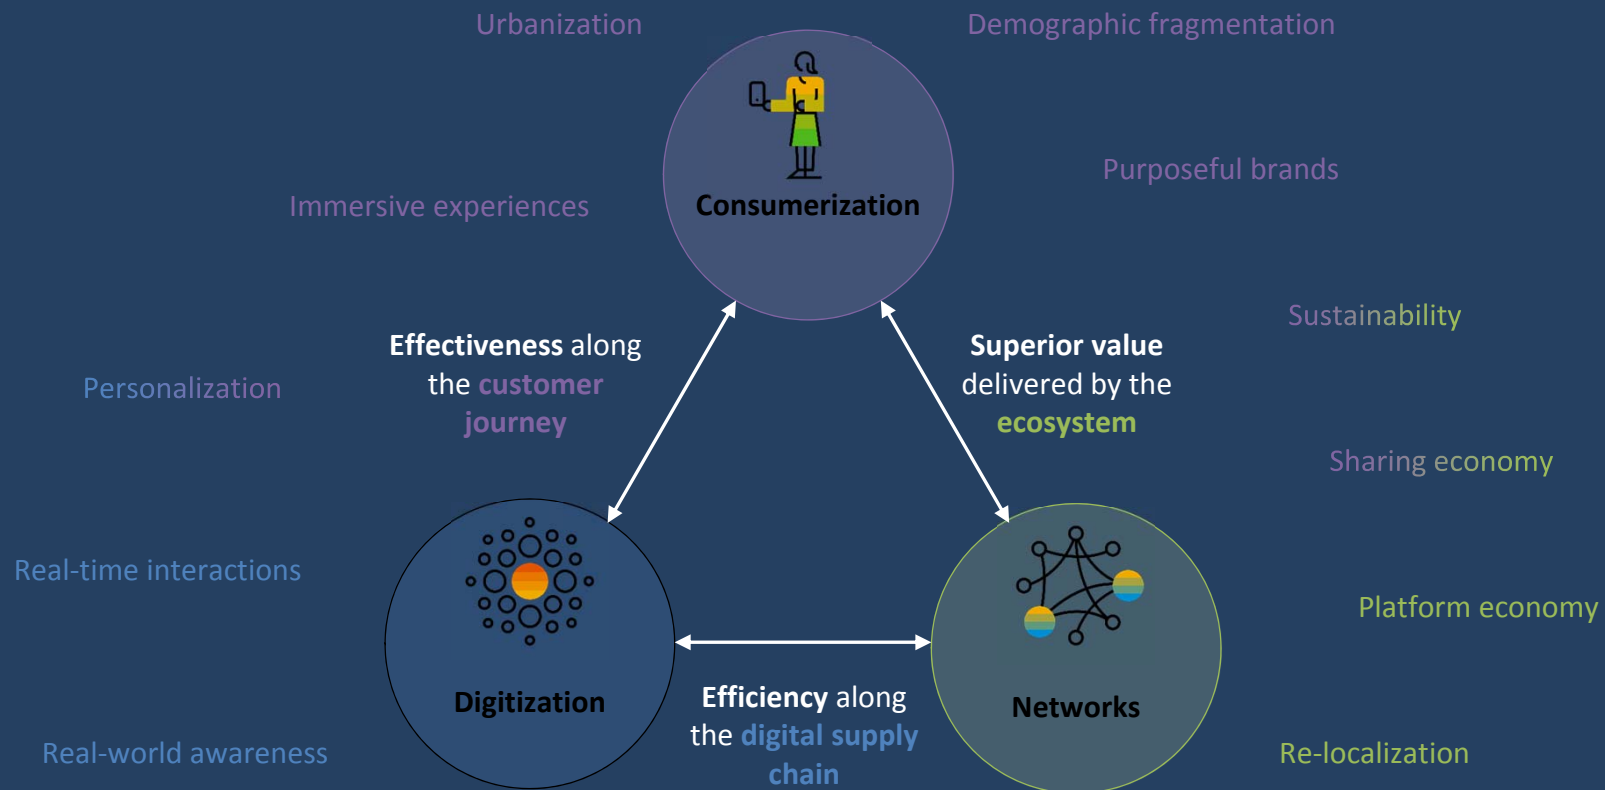 Urbanization
Demographic fragmentation
Purposeful brands
Consumerization
Immersive experiences
Sustainability
Effectiveness along
the customer
journey
Superior value
delivered by the
ecosystem
Personalization
Sharing economy
Real-time interactions
Platform economy
Digitization
Efficiency along
the digital supply
chain
Networks
Real-world awareness
Re-localization